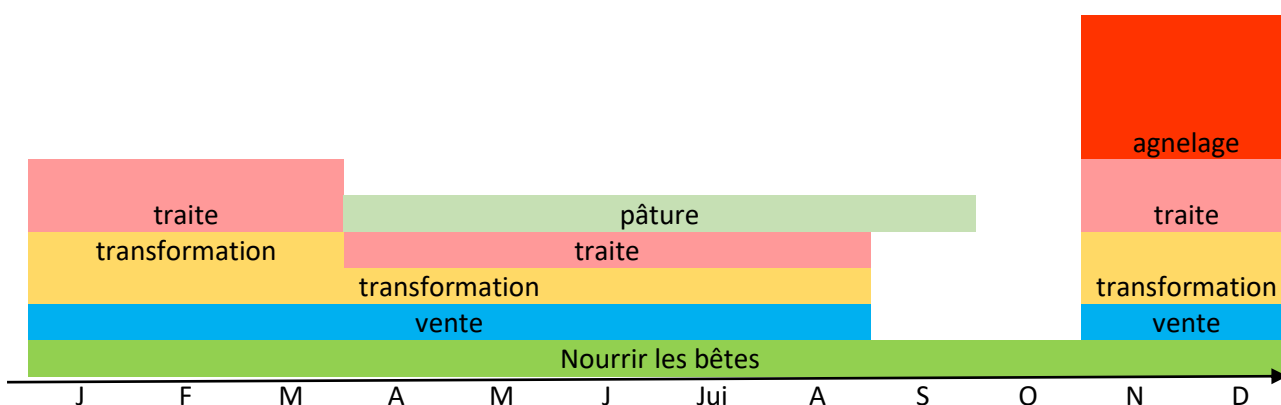 agnelage
traite pâture traite
transformation traite
transformation transformation
vente vente
Nourrir les bêtes
J F M A M J Jui A S O N D